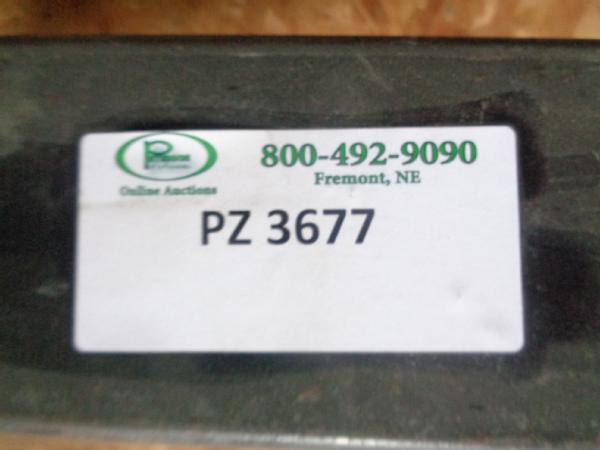 800-492-9090
Fremont, NE
Online Auctions
PZ 3677